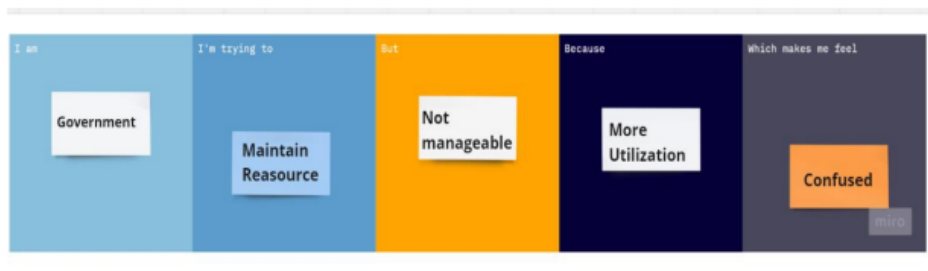 I am
Government
I'm trying to
Maintain
Reasource
But
Not
manageable
Because
More
Utilization
Which makes me feel
Confused
miro